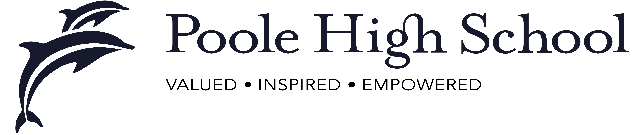 Poole High School
VALUED • INSPIRED • EMPOWERED